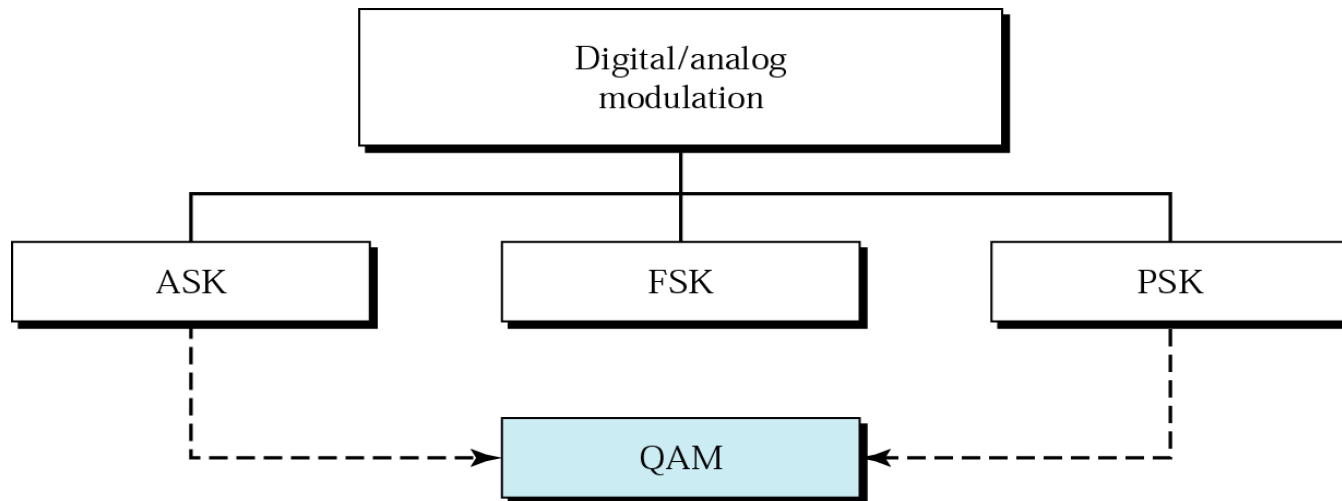 Digital/analog
modulation
ASK
FSK
PSK
QAM